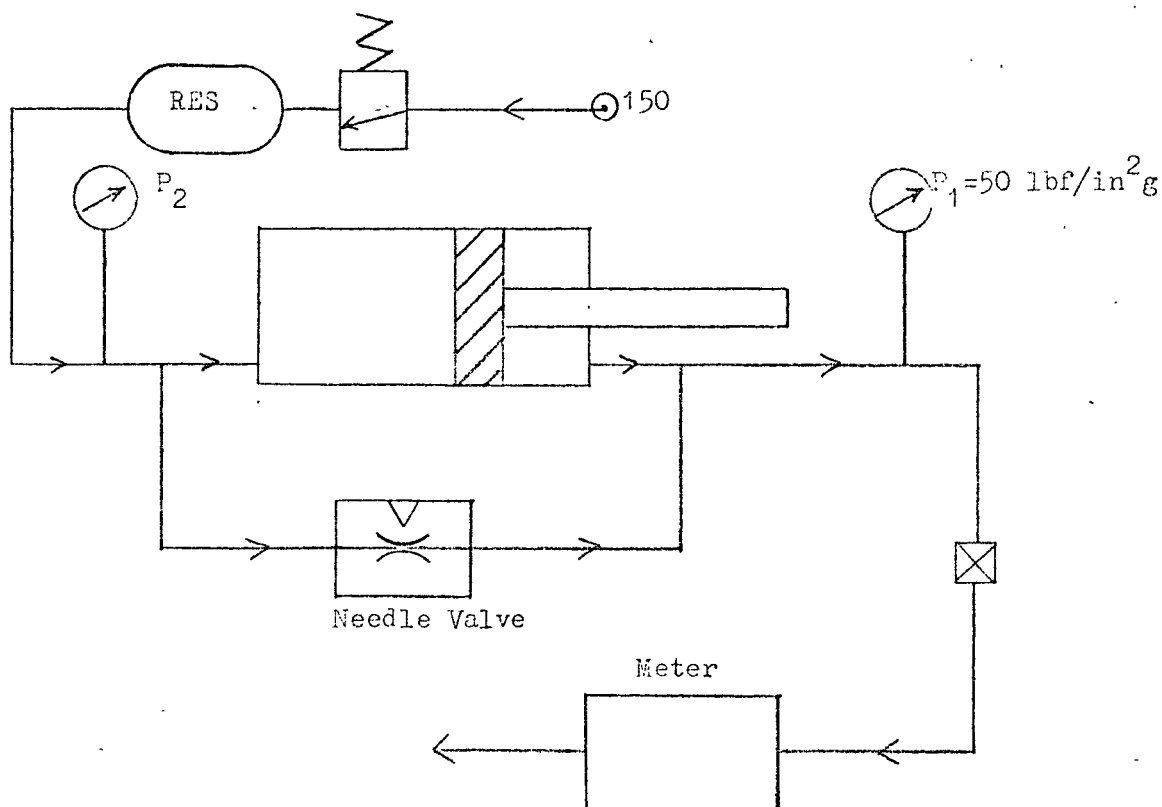 RES
150
P₂
P₁=50 lbf/in²g
Needle Valve
Meter